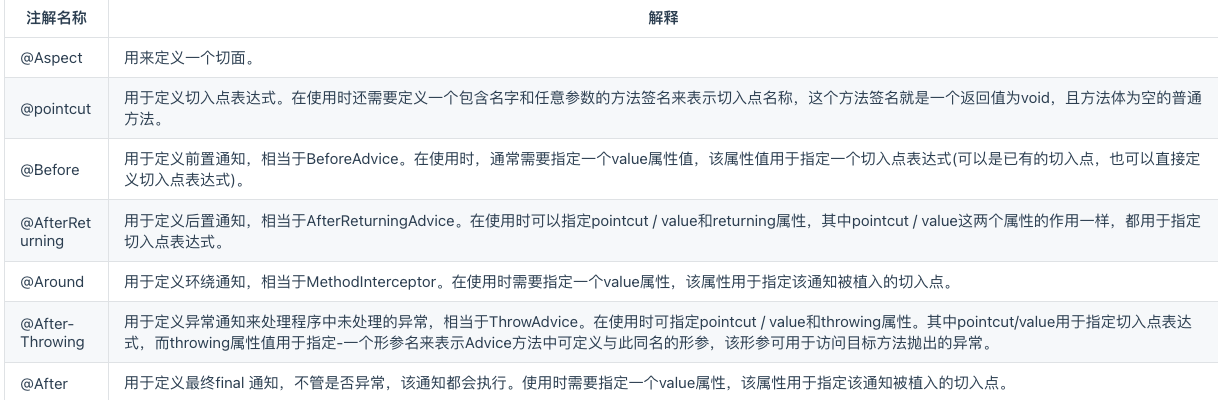 注解名称 解释
@Aspect 用来定义一个切面。
@pointcut 用于定义切入点表达式。在使用时还需要定义一个包含名字和任意参数的方法签名来表示切入点名称，这个方法签名就是一个返回值为void，且方法体为空的普通
方法。
@Before 用于定义前置通知，相当于BeforeAdvice。在使用时，通常需要指定一个value属性值，该属性值用于指定一个切入点表达式(可以是已有的切入点，也可以直接定
义切入点表达式)。
@AfterRet
urning
用于定义后置通知，相当于AfterReturningAdvice。在使用时可以指定pointcut / value和returning属性，其中pointcut / value这两个属性的作用一样，都用于指定
切入点表达式。
@Around 用于定义环绕通知，相当于MethodInterceptor。在使用时需要指定一个value属性，该属性用于指定该通知被植入的切入点。
@After-
Throwing
用于定义异常通知来处理程序中未处理的异常，相当于ThrowAdvice。在使用时可指定pointcut / value和throwing属性。其中pointcut/value用于指定切入点表达
式，而throwing属性值用于指定-一个形参名来表示Advice方法中可定义与此同名的形参，该形参可用于访问目标方法抛出的异常。
@After 用于定义最终final 通知，不管是否异常，该通知都会执行。使用时需要指定一个value属性，该属性用于指定该通知被植入的切入点。